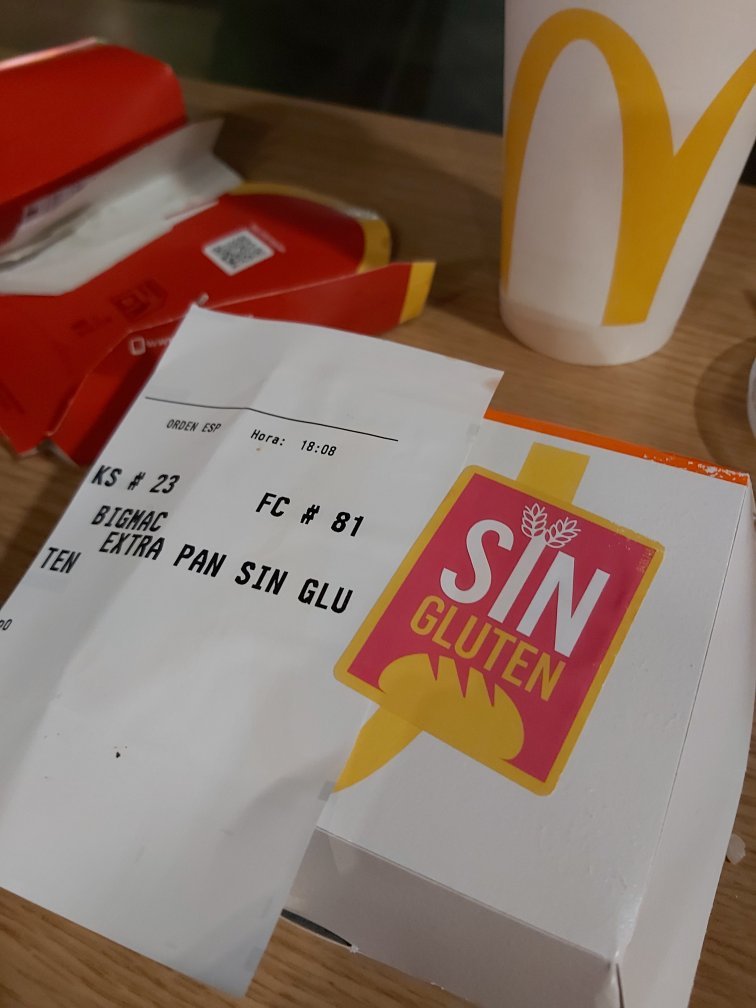 ORDEN ESP
Hora: 18:08
KS # 23
FC # 81
BIGMAC
EXTRA PAN SIN GLU
TEN
SIN
GLUTEN